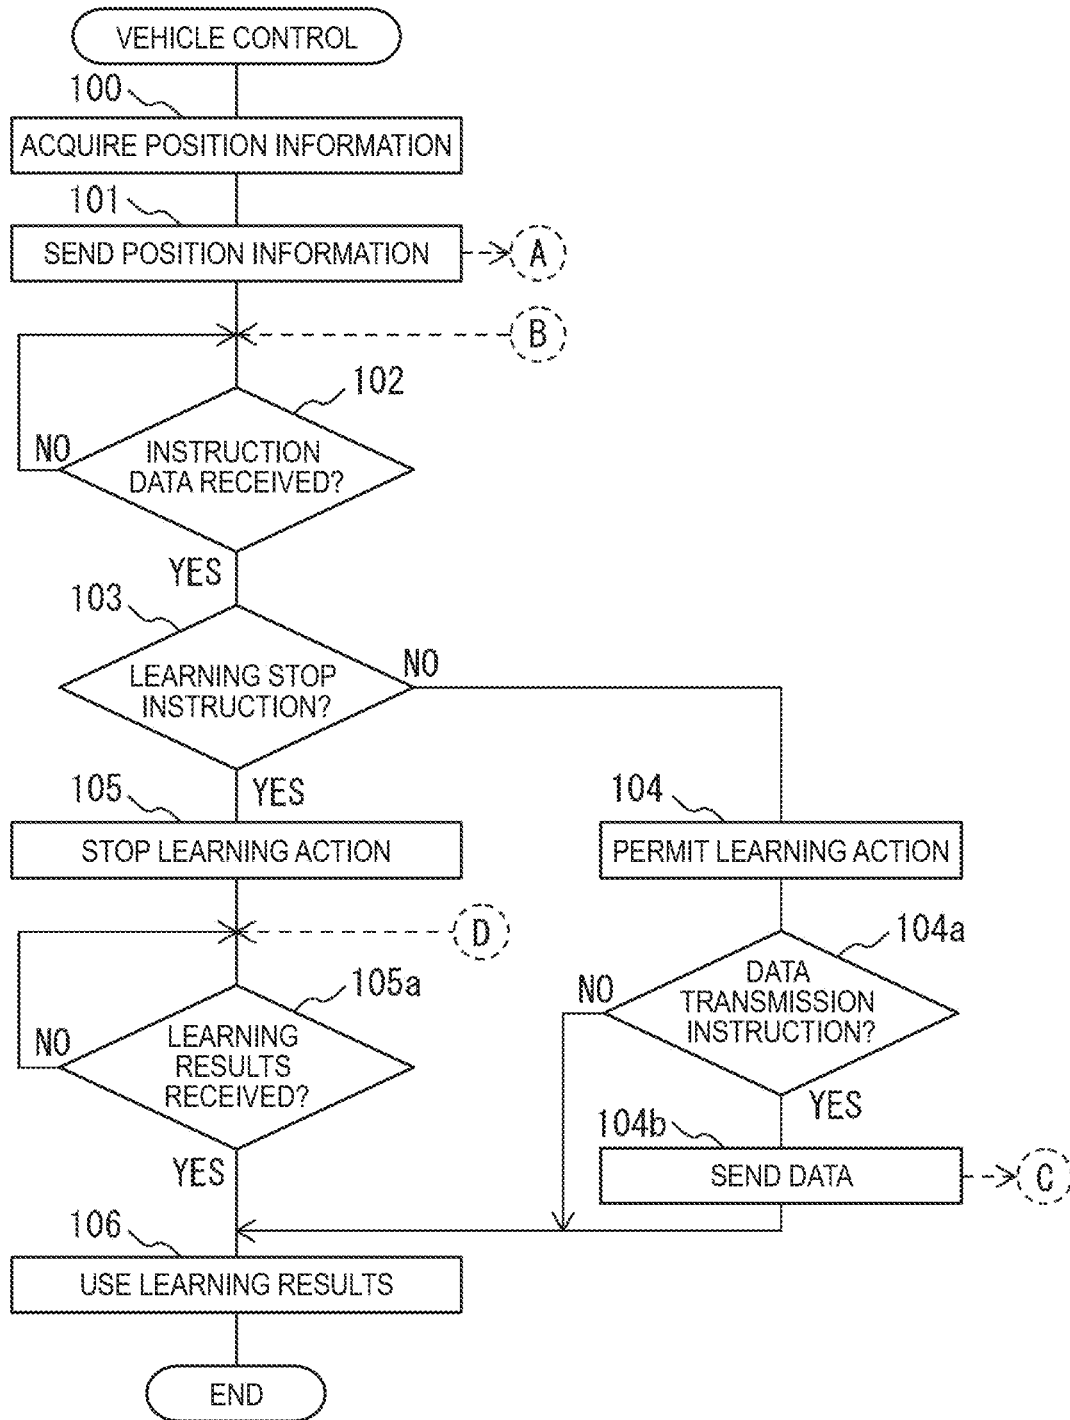 VEHICLE CONTROL
100
ACQUIRE POSITION INFORMATION
101
SEND POSITION INFORMATION
A
B
102
INSTRUCTION
DATA RECEIVED?
NO
YES
103
LEARNING STOP
INSTRUCTION?
NO
YES
105
STOP LEARNING ACTION
104
PERMIT LEARNING ACTION
D
105a
LEARNING
RESULTS
RECEIVED?
NO
YES
104a
DATA
TRANSMISSION
INSTRUCTION?
NO
YES
104b
SEND DATA
C
106
USE LEARNING RESULTS
END